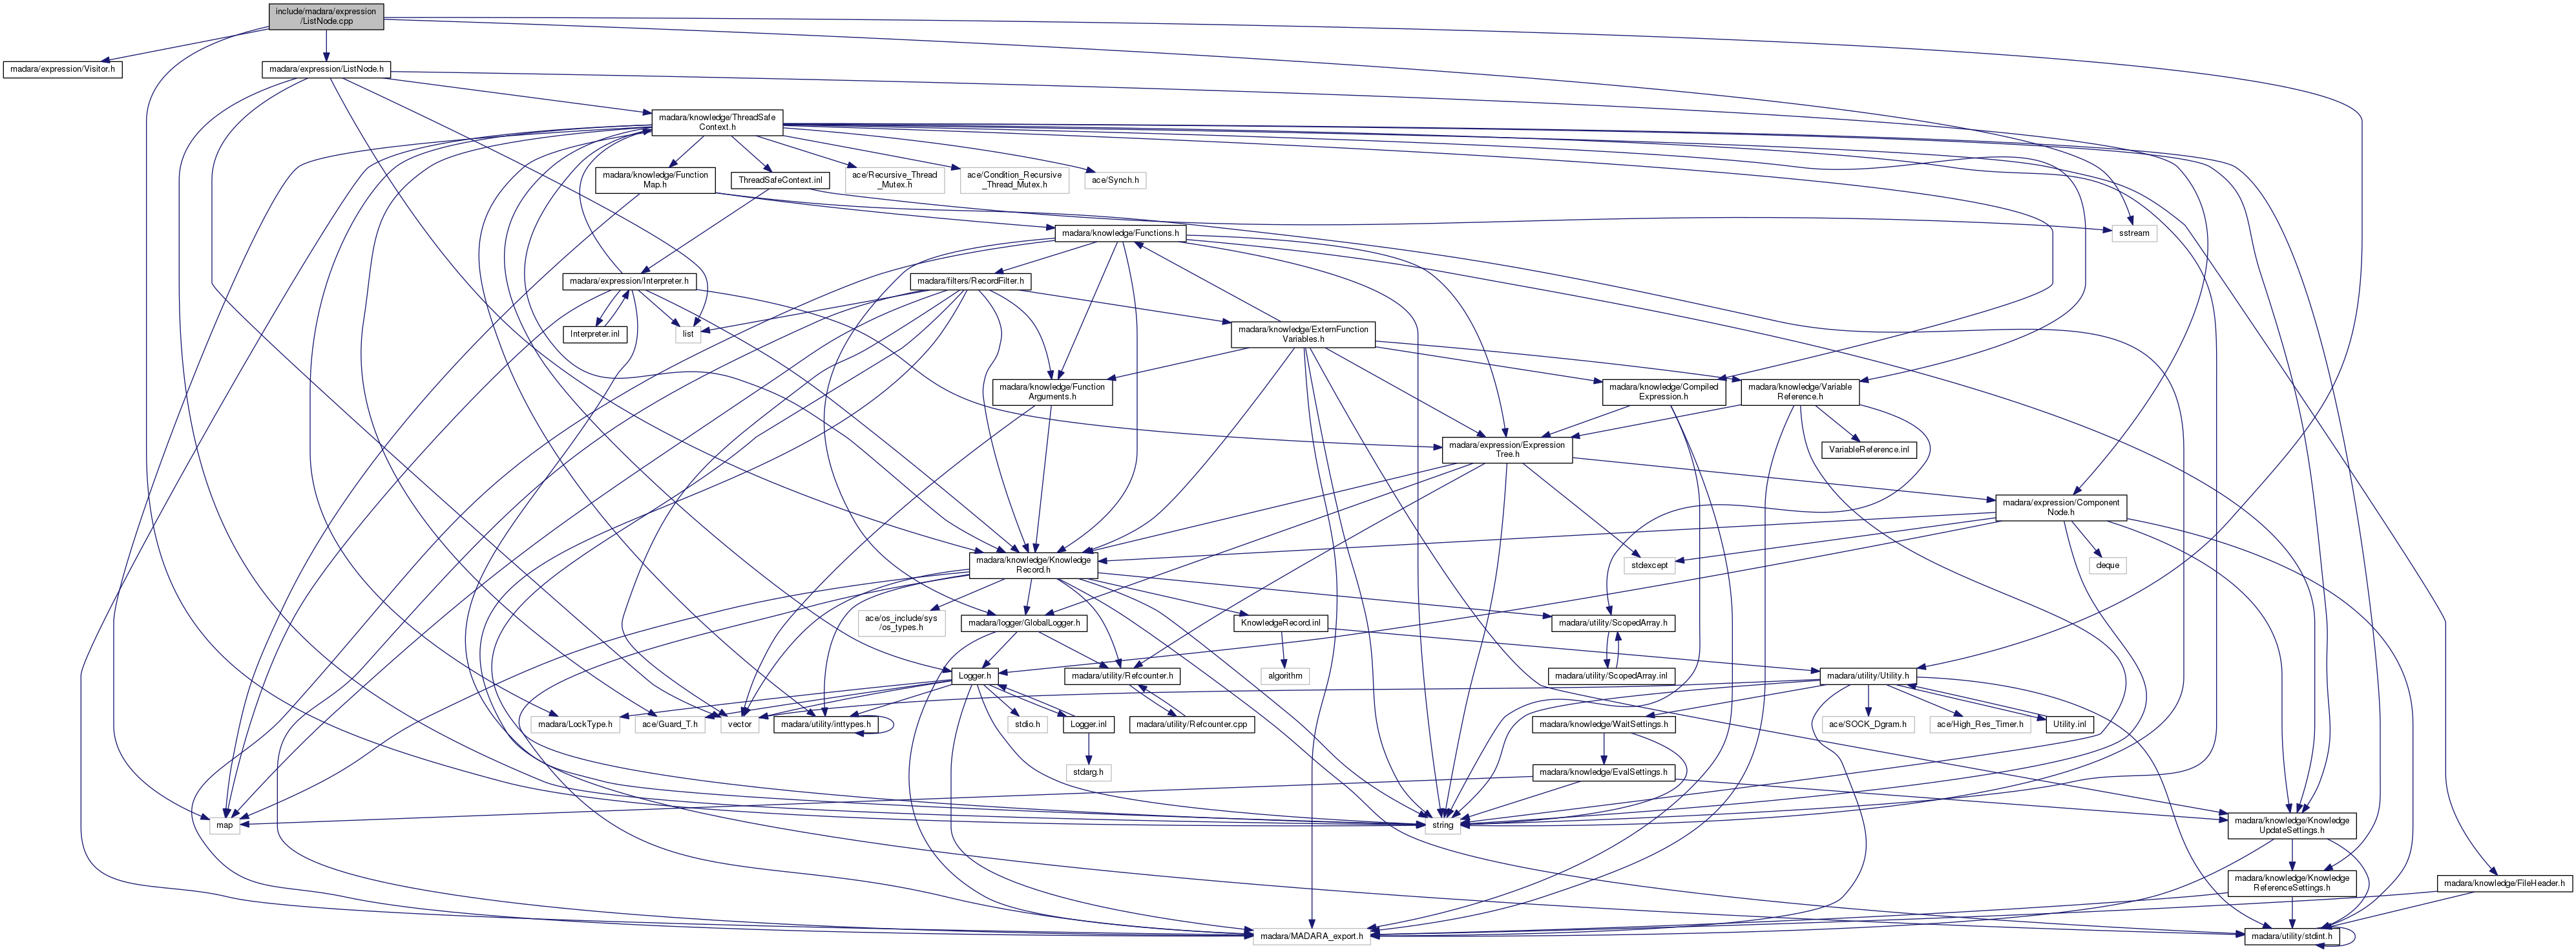 include/madara/expression
/ListNode.cpp
madara/expression/Visitor.h
madara/expression/ListNode.h
madara/knowledge/ThreadSafe
Context.h
madara/knowledge/Function
Map.h
ThreadSafeContext.inl
ace/Recursive_Thread
_Mutex.h
ace/Condition_Recursive
_Thread_Mutex.h
ace/Synch.h
madara/knowledge/Functions.h
sstream
madara/expression/Interpreter.h
madara/filters/RecordFilter.h
Interpreter.inl
list
madara/knowledge/ExternFunction
Variables.h
madara/knowledge/Function
Arguments.h
madara/knowledge/Compiled
Expression.h
madara/knowledge/Variable
Reference.h
madara/expression/Expression
Tree.h
VariableReference.inl
madara/expression/Component
Node.h
madara/knowledge/Knowledge
Record.h
stdexcept
deque
ace/os_include/sys
/os_types.h
madara/logger/GlobalLogger.h
KnowledgeRecord.inl
madara/utility/ScopedArray.h
Logger.h
madara/utility/Refcounter.h
algorithm
madara/utility/ScopedArray.inl
madara/utility/Utility.h
madara/LockType.h
ace/Guard_T.h
vector
madara/utility/inttypes.h
stdio.h
Logger.inl
madara/utility/Refcounter.cpp
madara/knowledge/WaitSettings.h
ace/SOCK_Dgram.h
ace/High_Res_Timer.h
Utility.inl
stdarg.h
madara/knowledge/EvalSettings.h
map
string
madara/knowledge/Knowledge
UpdateSettings.h
madara/knowledge/Knowledge
ReferenceSettings.h
madara/knowledge/FileHeader.h
madara/MADARA_export.h
madara/utility/stdint.h